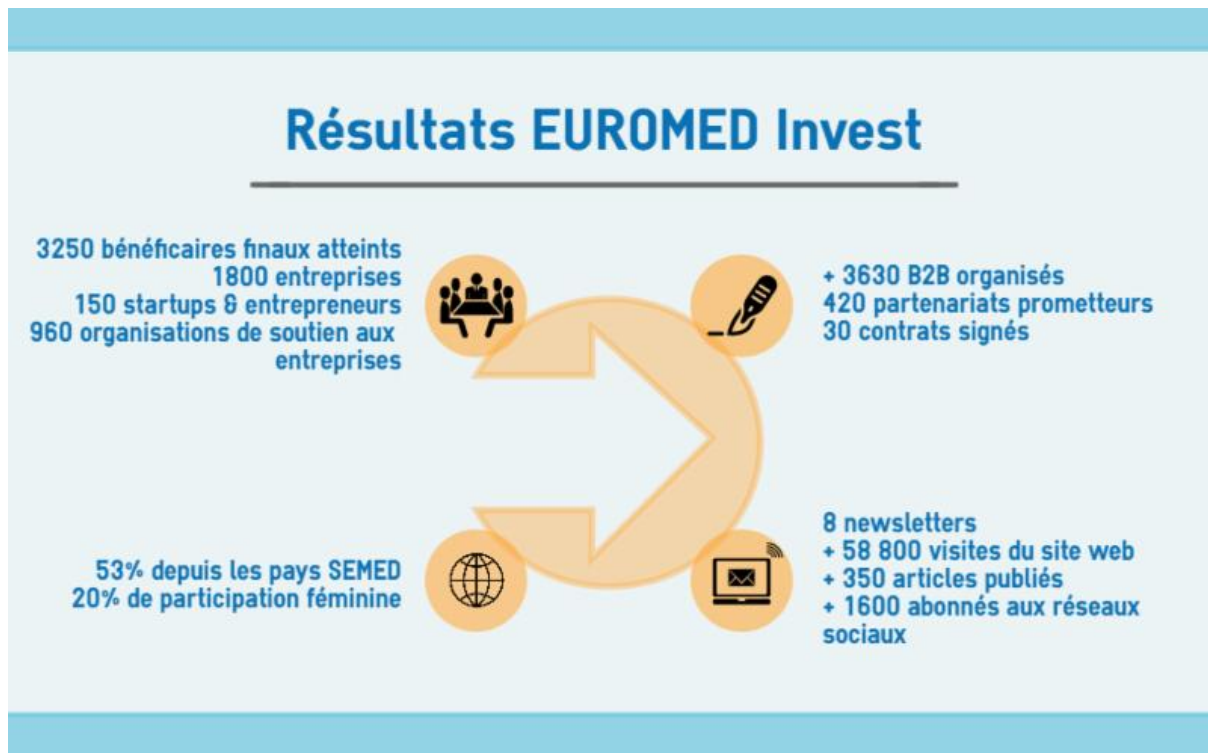 Résultats EUROMED Invest
3250 bénéficaires finaux atteints
1800 entreprises
150 startups & entrepreneurs
960 organisations de soutien aux
entreprises
+ 3630 B2B organisés
420 partenariats prometteurs
30 contrats signés
53% depuis les pays SEMED
20% de participation féminine
8 newsletters
+ 58 800 visites du site web
+ 350 articles publiés
+ 1600 abonnés aux réseaux
sociaux